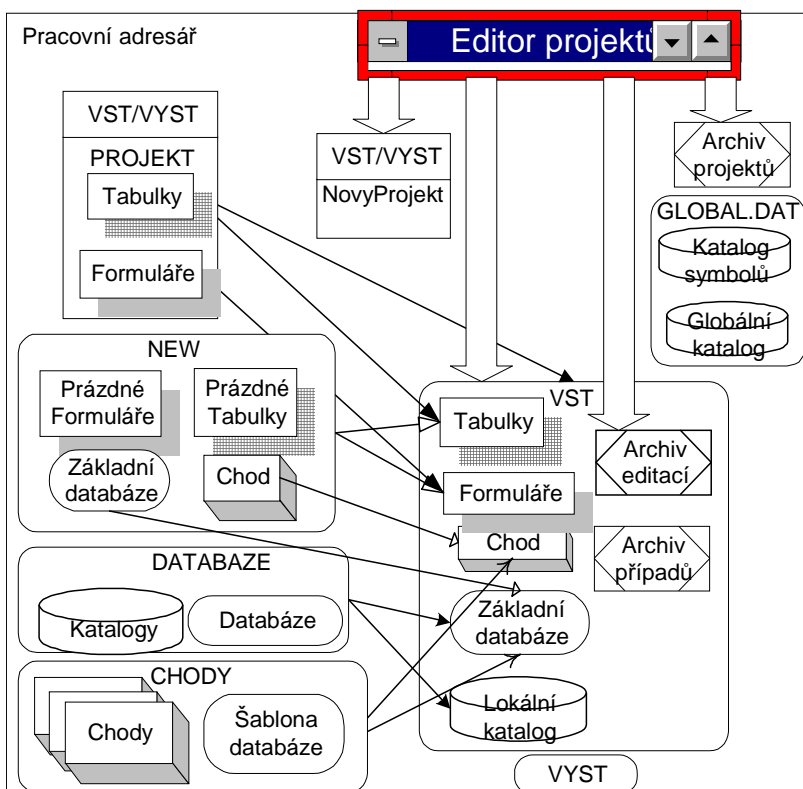 Pracovní adresář
Editor projektů
VST/VYST
PROJEKT
Tabulky
Formuláře
VST/VYST
NovyProjekt
Archiv
projektů
GLOBAL.DAT
Katalog
symbolů
Globální
katalog
NEW
Prázdné
Formuláře
Prázdné
Tabulky
Základní
databáze
Chod
VST
Tabulky
Formuláře
Chod
Základní
databáze
Lokální
katalog
Archiv
editací
Archiv
případů
DATABAZE
Katalogy
Databáze
CHODY
Chody
Šablona
databáze
VYST